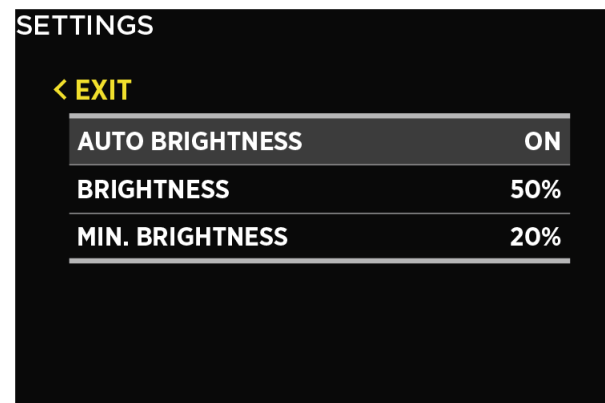 SETTINGS
< EXIT
AUTO BRIGHTNESS ON
BRIGHTNESS 50%
MIN. BRIGHTNESS 20%